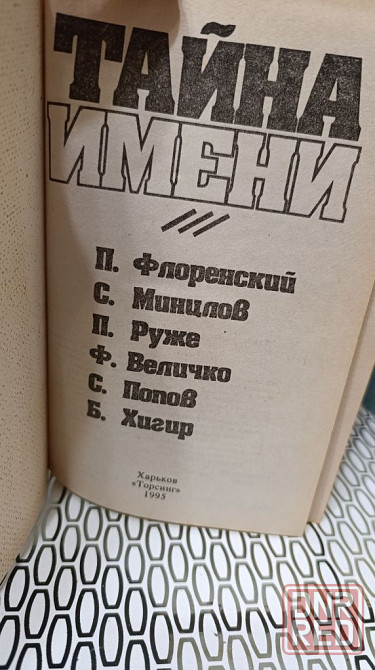 ТАЙНА
ИМЕНИ
П. Флоренский
С. Минцлов
П. Руже
Ф. Величко
С. Попов
Б. Хигир
Харьков
«Торсинг»
1995